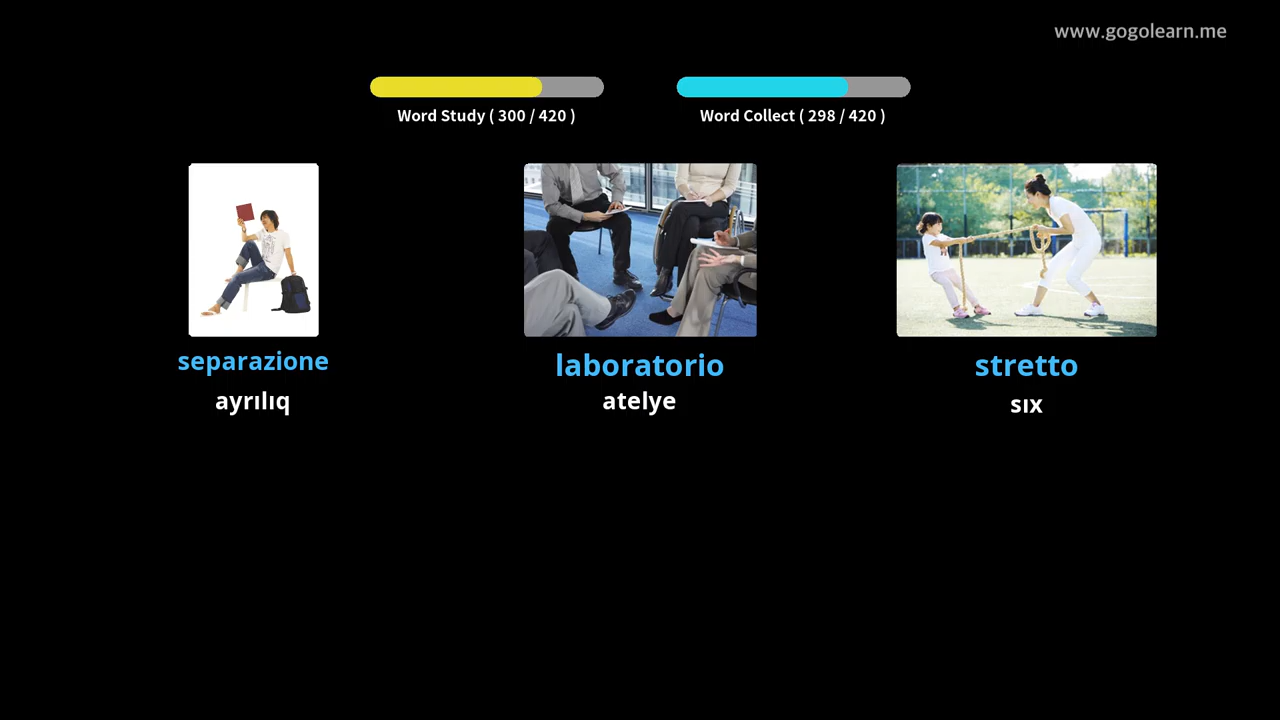 www.gogolearn.me
Word Study ( 300 / 420 )
Word Collect ( 298 / 420 )
separazione
ayrılıq
laboratorio
atelye
stretto
sıx